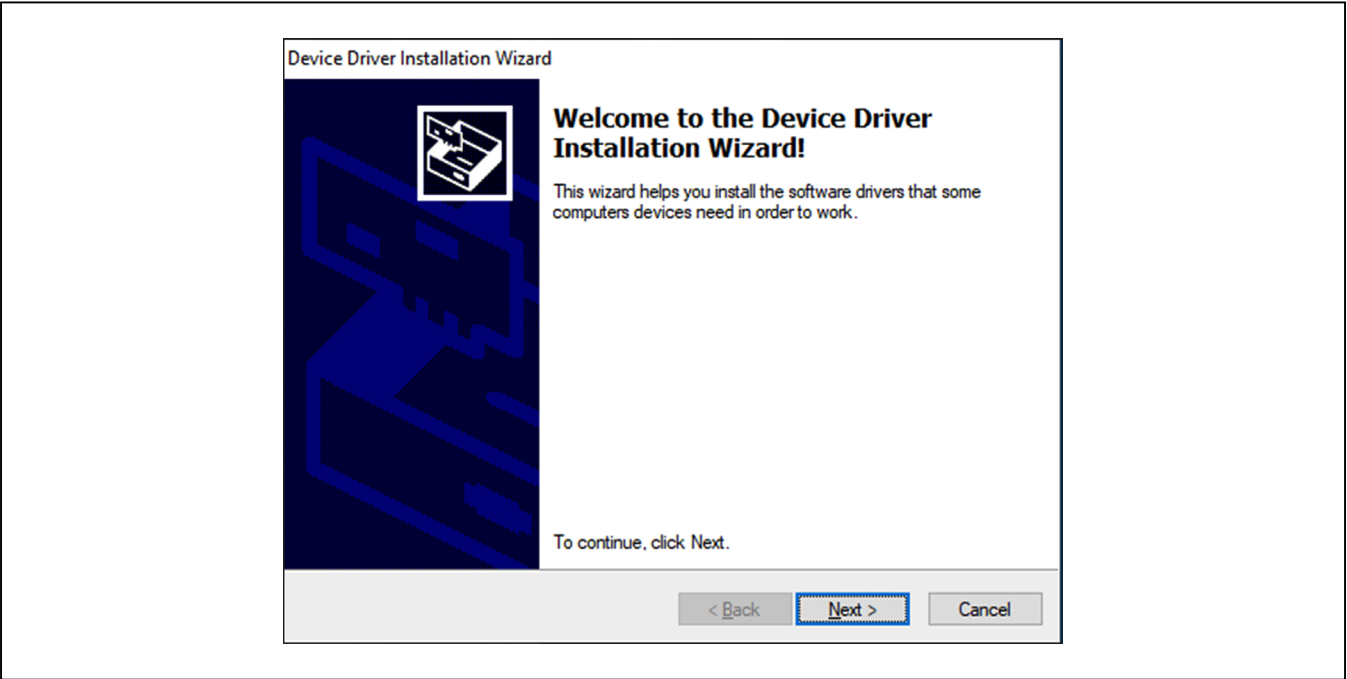 Device Driver Installation Wizard
Welcome to the Device Driver
Installation Wizard!
This wizard helps you install the software drivers that some
computers devices need in order to work.
To continue, click Next.
< Back
Next >
Cancel